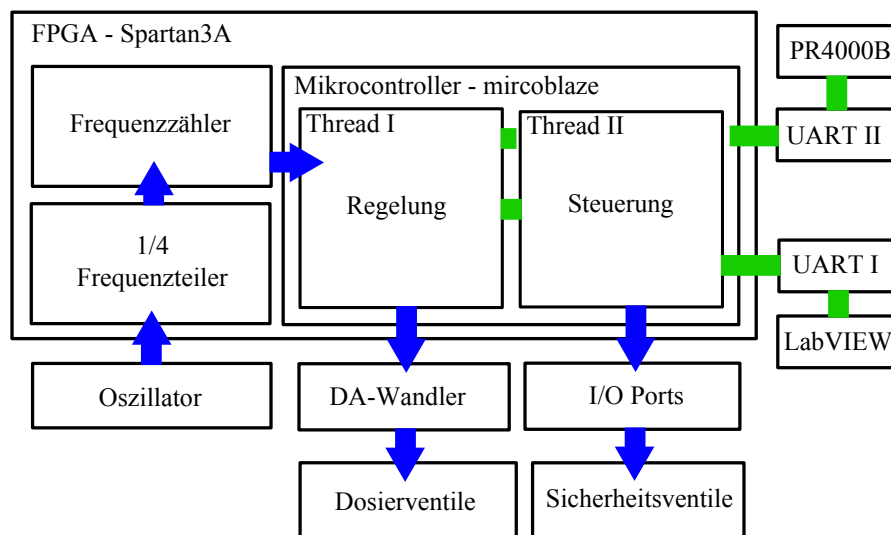 FPGA - Spartan3A
PR4000B
Mikrocontroller - mircoblaze
Frequenzzähler
Thread I
Thread II
UART II
Regelung
Steuerung
1/4
Frequenzteiler
UART I
LabVIEW
Oszillator
DA-Wandler
I/O Ports
Dosierventile
Sicherheitsventile